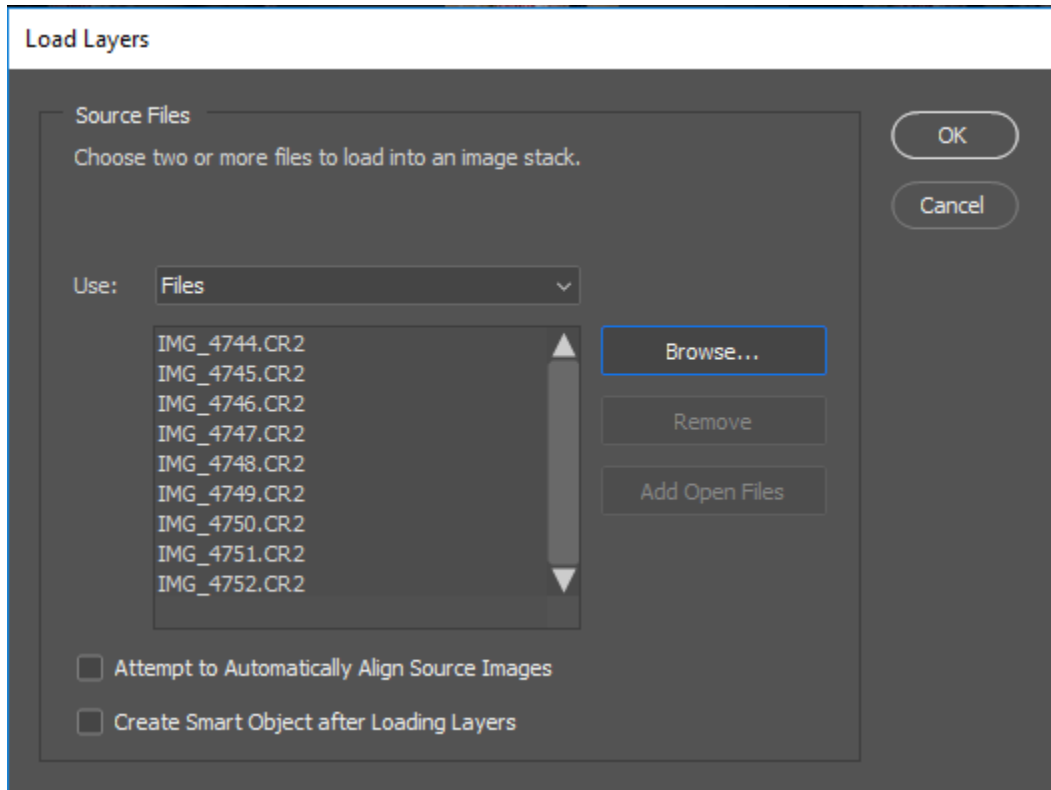 Load Layers
Source Files
Choose two or more files to load into an image stack.
OK
Cancel
Use: Files
IMG_4744.CR2
IMG_4745.CR2
IMG_4746.CR2
IMG_4747.CR2
IMG_4748.CR2
IMG_4749.CR2
IMG_4750.CR2
IMG_4751.CR2
IMG_4752.CR2
Browse...
Remove
Add Open Files
Attempt to Automatically Align Source Images
Create Smart Object after Loading Layers